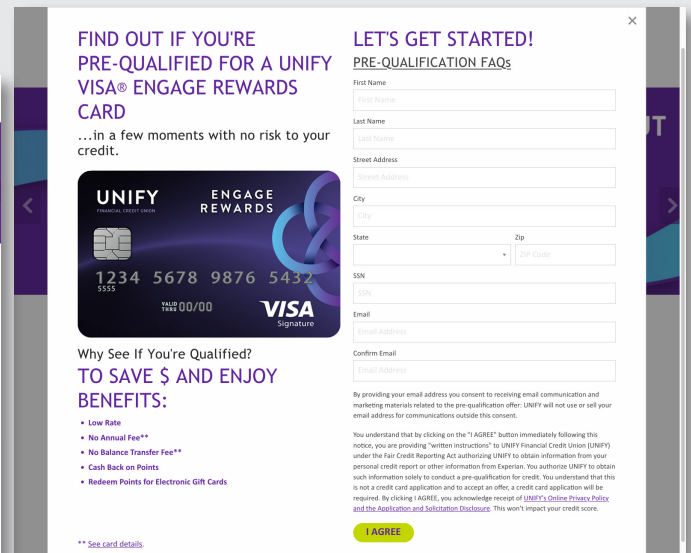 FIND OUT IF YOU'RE
PRE-QUALIFIED FOR A UNIFY
VISA® ENGAGE REWARDS
CARD
...in a few moments with no risk to your
credit.
UNIFY
FINANCIAL CREDIT UNION
ENGAGE
REWARDS
1234 5678 9876 5432
5555
VALID
THRU 00/00
VISA
Signature
Why See If You're Qualified?
TO SAVE $ AND ENJOY
BENEFITS:
• Low Rate
• No Annual Fee**
• No Balance Transfer Fee**
• Cash Back on Points
• Redeem Points for Electronic Gift Cards
** See card details.
×
LET'S GET STARTED!
PRE-QUALIFICATION FAQs
First Name
First Name
Last Name
Last Name
Street Address
Street Address
City
City
State
Zip
ZIP Code
SSN
SSN
Email
Email Address
Confirm Email
Email Address
By providing your email address you consent to receiving email communication and
marketing materials related to the pre-qualification offer: UNIFY will not use or sell your
email address for communications outside this consent.
You understand that by clicking on the "I AGREE" button immediately following this
notice, you are providing "written instructions" to UNIFY Financial Credit Union (UNIFY)
under the Fair Credit Reporting Act authorizing UNIFY to obtain information from your
personal credit report or other information from Experian. You authorize UNIFY to obtain
such information solely to conduct a pre-qualification for credit. You understand that this
is not a credit card application and to accept an offer, a credit card application will be
required. By clicking I AGREE, you acknowledge receipt of UNIFY's Online Privacy Policy
and the Application and Solicitation Disclosure. This won't impact your credit score.
I AGREE